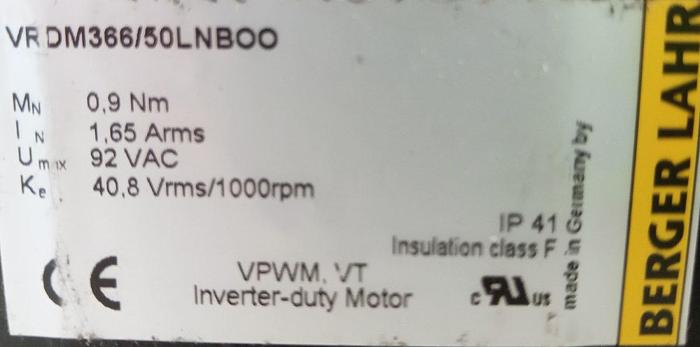 VRDM366/50LNBOO
MN 0,9 Nm
IN 1,65 Arms
Umax 92 VAC
Ke 40,8 Vrms/1000rpm
IP 41
Insulation class F
VPWM, VT
Inverter-duty Motor
CE
c RU us
made in Germany by
BERGER LAHR